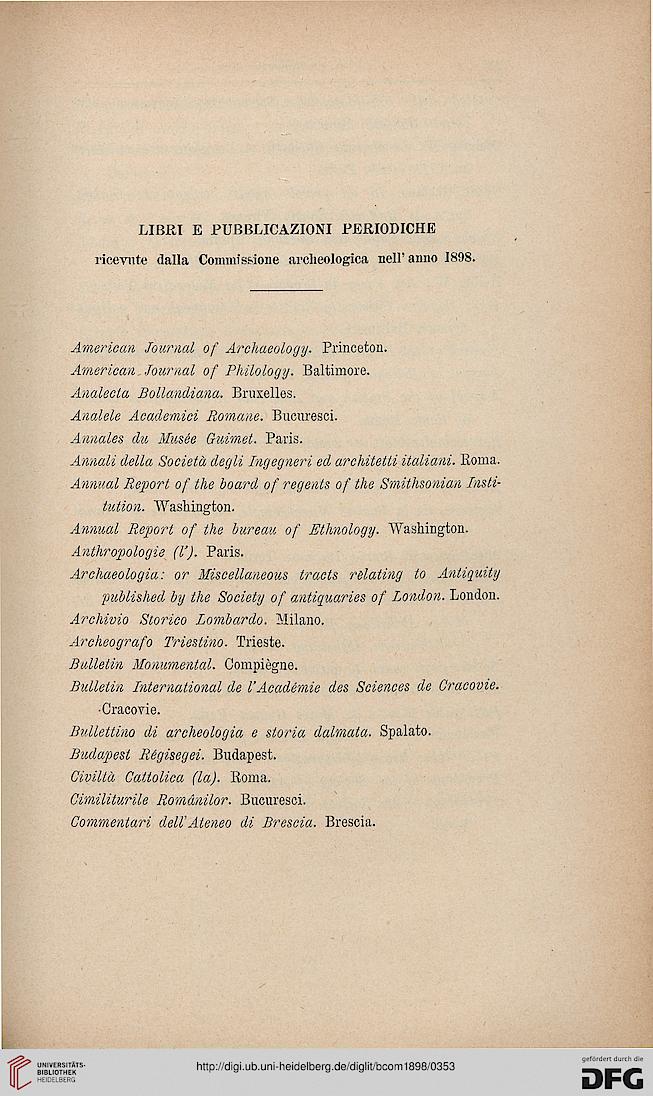 LIBRI E PUBBLICAZIONI PERIODICHE
ricevute dalla Commissione archeologica nell' anno 1898.
American Journal of Archaeology. Princeton.
American Journal of Philology. Baltimore.
Analecta Bollandiana. Bruxelles.
Analele Academici Romane. Bucuresci.
Annales du Musée Guimet. Paris.
Annali della Società degli Ingegneri ed architetti italiani. Roma.
Annual Report of the board of regents of the Smithsonian Insti-
tution. Washington.
Annual Report of the bureau of Ethnology. Washington.
Anthropologie (l'). Paris.
Archaeologia: or Miscellaneous tracts relating to Antiquity
published by the Society of antiquaries of London. London.
Archivio Storico Lombardo. Milano.
Archeografo Triestino. Trieste.
Bulletin Monumental. Compiègne.
Bulletin International de l'Académie des Sciences de Cracovie.
Cracovie.
Bullettino di archeologia e storia dalmata. Spalato.
Budapest Régisegei. Budapest.
Civiltà Cattolica (la). Roma.
Cimiliturile Románilor. Bucuresci.
Commentari dell'Ateneo di Brescia. Brescia.
UNIVERSITÄTS-
BIBLIOTHEK
HEIDELBERG
http://digi.ub.uni-heidelberg.de/diglit/bcom1898/0353
gefördert durch die
DFG